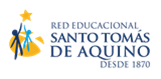 RED EDUCACIONAL
SANTO TOMÁS
DE AQUINO
DESDE 1870